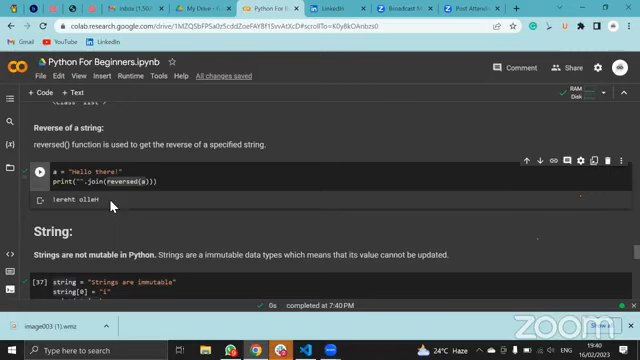 Inbox (1,50
My Drive -
Python For Be
LinkedIn
Broadcast M
Post Attend
colab.research.google.com/drive/1MZQSPfas0Gx5vAtXcD#scrollTo=K0yBkOAnbzs0
Gmail
YouTube
LinkedIn
Python For Beginners.ipynb
File Edit View Insert Runtime Tools Help All changes saved
Comment
Share
+ Code + Text
RAM
Disk
<class 'list'>
Reverse of a string:
reversed() function is used to get the reverse of a specified string.
a = "Hello there!"
print("".join(reversed(a)))
!ereht olleH
String:
Strings are not mutable in Python. Strings are a immutable data types which means that its value cannot be updated.
[37] string = "Strings are immutable"
string[0] = "i"
0s completed at 7:40 PM
image003 (1).wmz
Show all
zoom
Type here to search
24°C Haze
ENG
19:40
16/02/2023